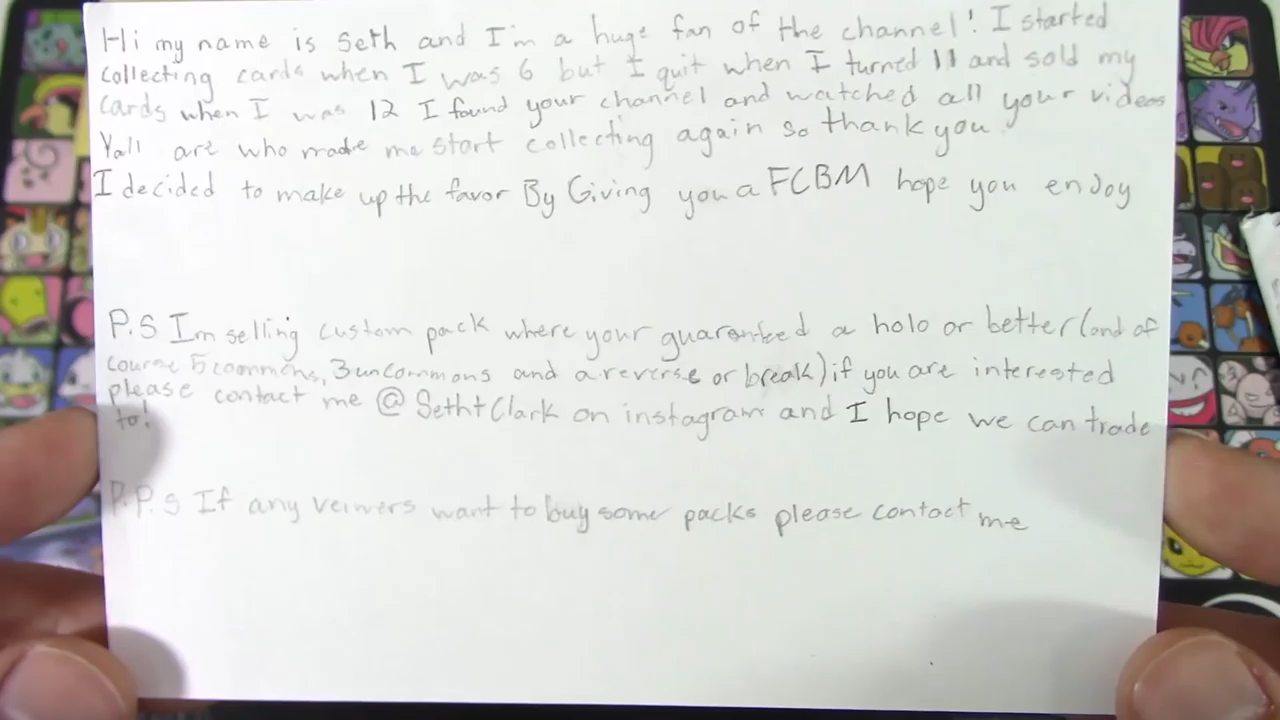 Hi my name is Seth and I'm a huge fan of the channel! I started
collecting cards when I was 6 but I quit when I turned 11 and sold my
cards when I was 12 I found your channel and watched all your videos
Yall are who made me start collecting again so thank you
I decided to make up the favor By Giving you a FCBM hope you enjoy
P.S Im selling custom pack where your guarenteed a holo or better (and of
course 5 commons, 3 uncommons and a reverse or break) if you are interested
please contact me @SethtClark on instagram and I hope we can trade
to!
P.P.S If any veiwers want to buy some packs please contact me